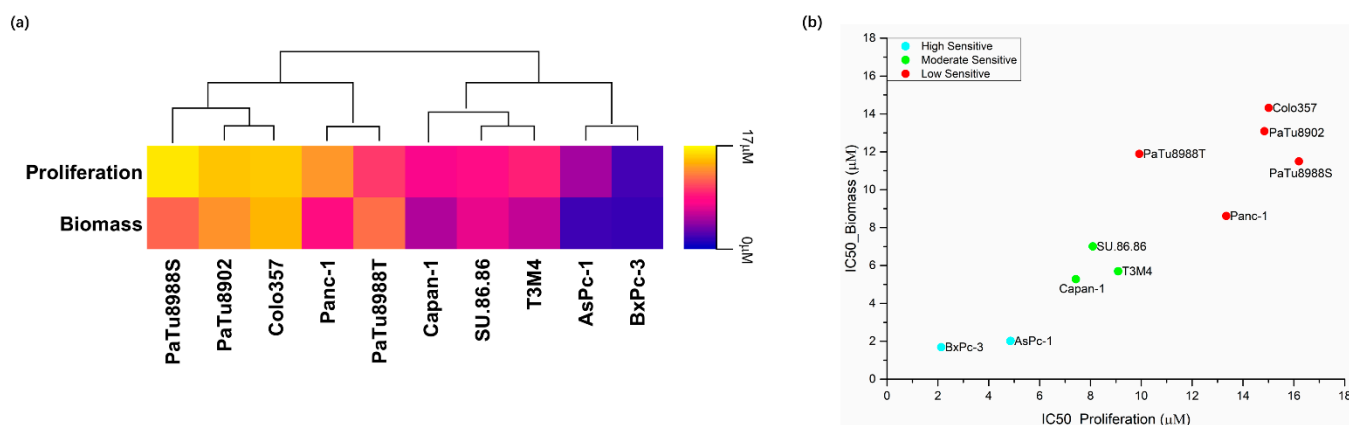 (a)
Proliferation
Biomass
PaTu8988S
PaTu8902
Colo357
Panc-1
PaTu8988T
Capan-1
SU.86.86
T3M4
AsPc-1
BxPc-3
17μM
0μM
(b)
High Sensitive
Moderate Sensitive
Low Sensitive
IC50_Biomass (μM)
18
16
14
12
10
8
6
4
2
0
Colo357
PaTu8902
PaTu8988T
PaTu8988S
Panc-1
SU.86.86
T3M4
Capan-1
BxPc-3
AsPc-1
0 2 4 6 8 10 12 14 16 18
IC50_Proliferation (μM)